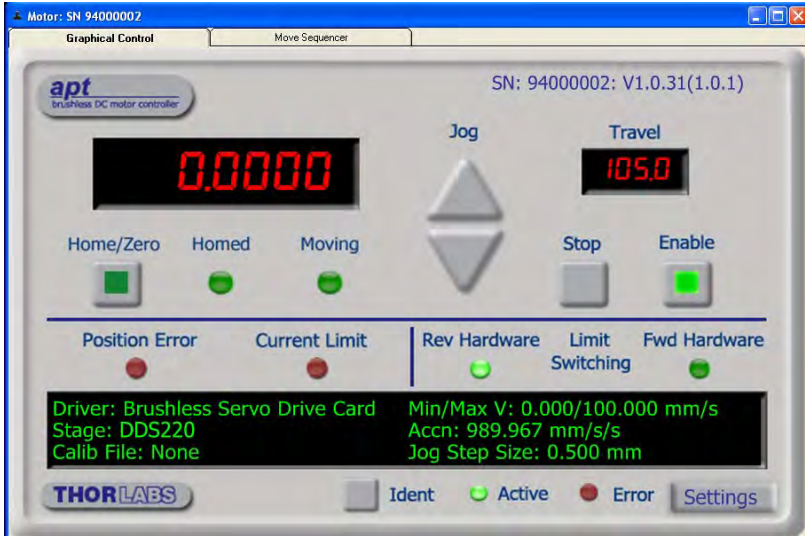 Motor: SN 94000002
Graphical Control Move Sequencer
apt
brushless DC motor controller
SN: 94000002: V1.0.31(1.0.1)
Jog Travel
0.0000 105.0
Home/Zero Homed Moving Stop Enable
Position Error Current Limit Rev Hardware Limit Switching Fwd Hardware
Driver: Brushless Servo Drive Card Min/Max V: 0.000/100.000 mm/s
Stage: DDS220 Accn: 989.967 mm/s/s
Calib File: None Jog Step Size: 0.500 mm
THORLABS Ident Active Error Settings